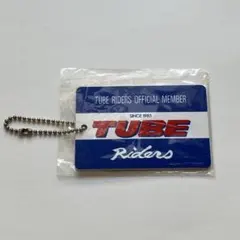 TUBE RIDERS OFFICIAL MEMBER
SINCE 1985
TUBE
Riders